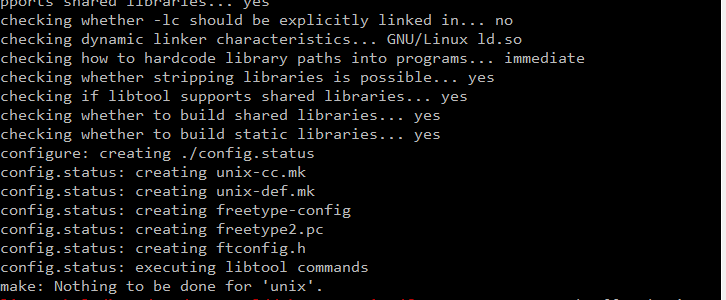 pports shared libraries... yes
checking whether -lc should be explicitly linked in... no
checking dynamic linker characteristics... GNU/Linux ld.so
checking how to hardcode library paths into programs... immediate
checking whether stripping libraries is possible... yes
checking if libtool supports shared libraries... yes
checking whether to build shared libraries... yes
checking whether to build static libraries... yes
configure: creating ./config.status
config.status: creating unix-cc.mk
config.status: creating unix-def.mk
config.status: creating freetype-config
config.status: creating freetype2.pc
config.status: creating ftconfig.h
config.status: executing libtool commands
make: Nothing to be done for 'unix'.